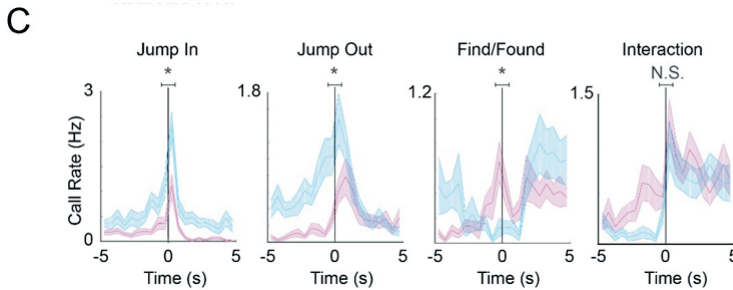 C
Jump In
Jump Out
Find/Found
Interaction
*
*
*
N.S.
3
1.8
1.2
1.5
Call Rate (Hz)
0
-5 0 5
-5 0 5
-5 0 5
-5 0 5
Time (s)
Time (s)
Time (s)
Time (s)